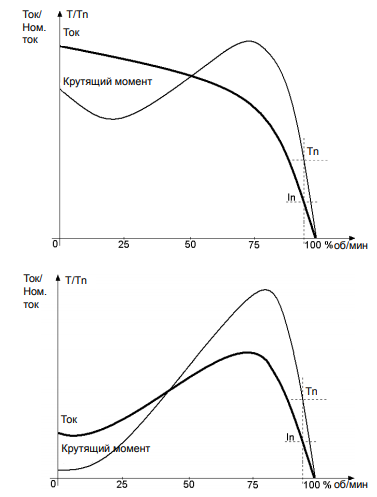 Ток/ T/Tn
Ном.
ток
Ток
Крутящий момент
Tn
In
0 25 50 75 100 % об/мин
Ток/ T/Tn
Ном.
ток
Ток
Крутящий момент
Tn
In
0 25 50 75 100 % об/мин